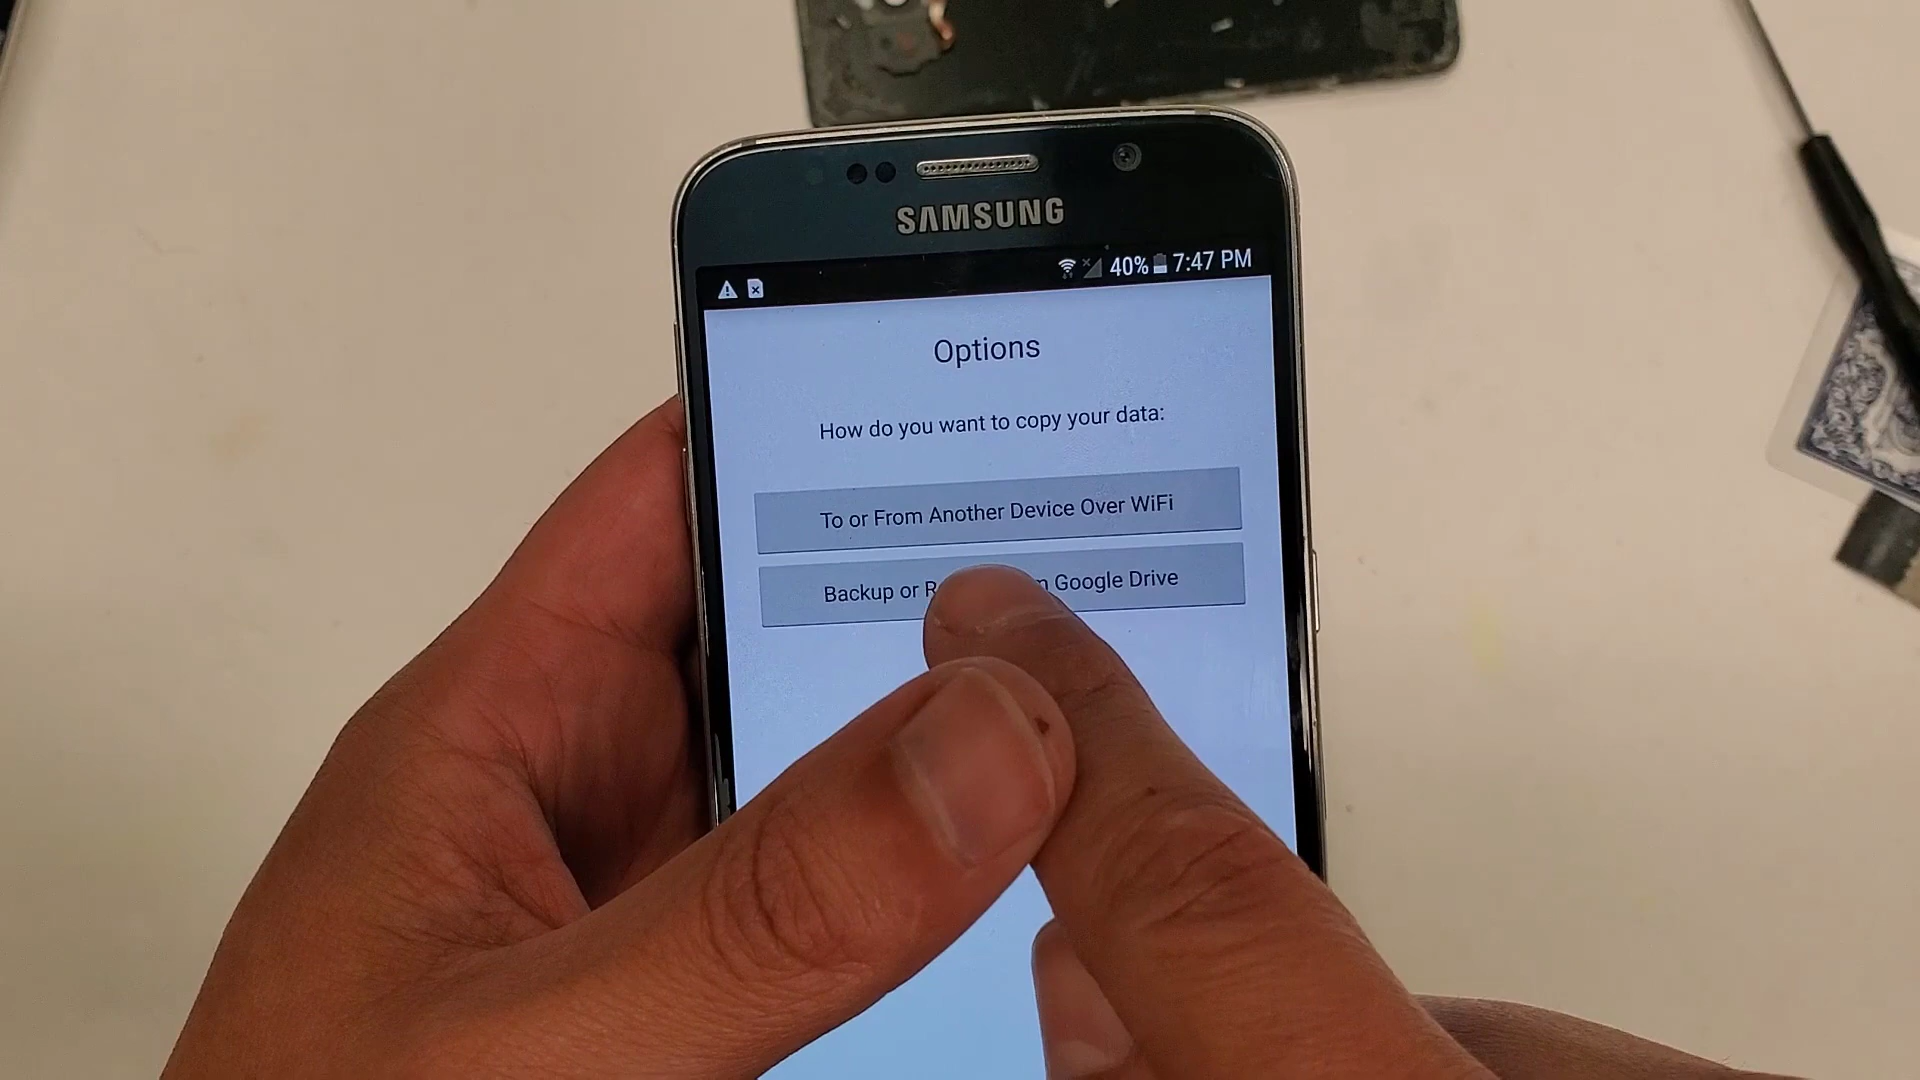 SAMSUNG
40% 7:47 PM
Options
How do you want to copy your data:
To or From Another Device Over WiFi
Backup or Google Drive